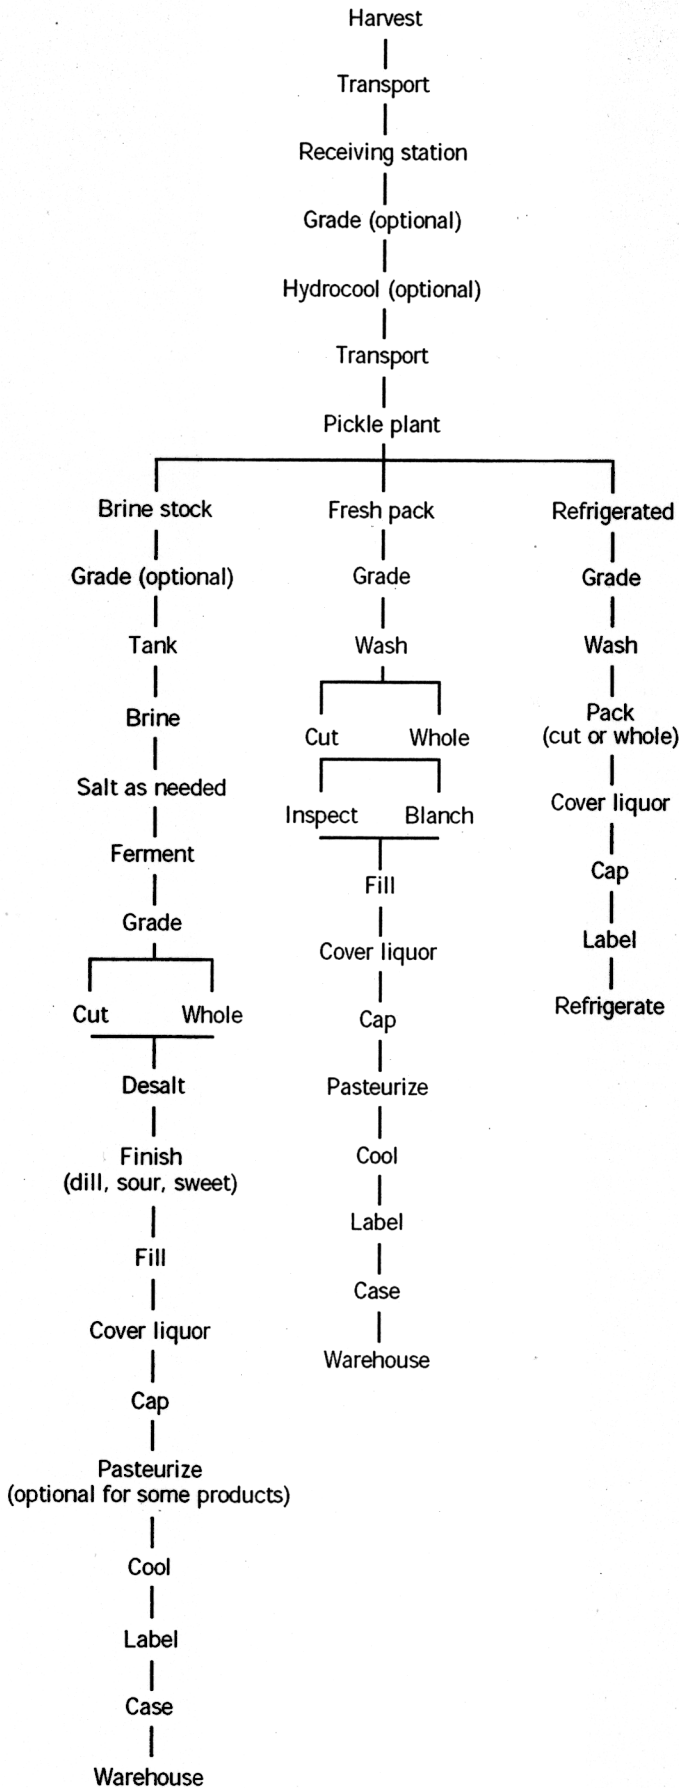 Harvest
Transport
Receiving station
Grade (optional)
Hydrocool (optional)
Transport
Pickle plant
Brine stock
Grade (optional)
Tank
Brine
Salt as needed
Ferment
Grade
Cut
Whole
Desalt
Finish
(dill, sour, sweet)
Fill
Cover liquor
Cap
Pasteurize
(optional for some products)
Cool
Label
Case
Warehouse
Fresh pack
Grade
Wash
Cut
Whole
Inspect
Blanch
Fill
Cover liquor
Cap
Pasteurize
Cool
Label
Case
Warehouse
Refrigerated
Grade
Wash
Pack
(cut or whole)
Cover liquor
Cap
Label
Refrigerate